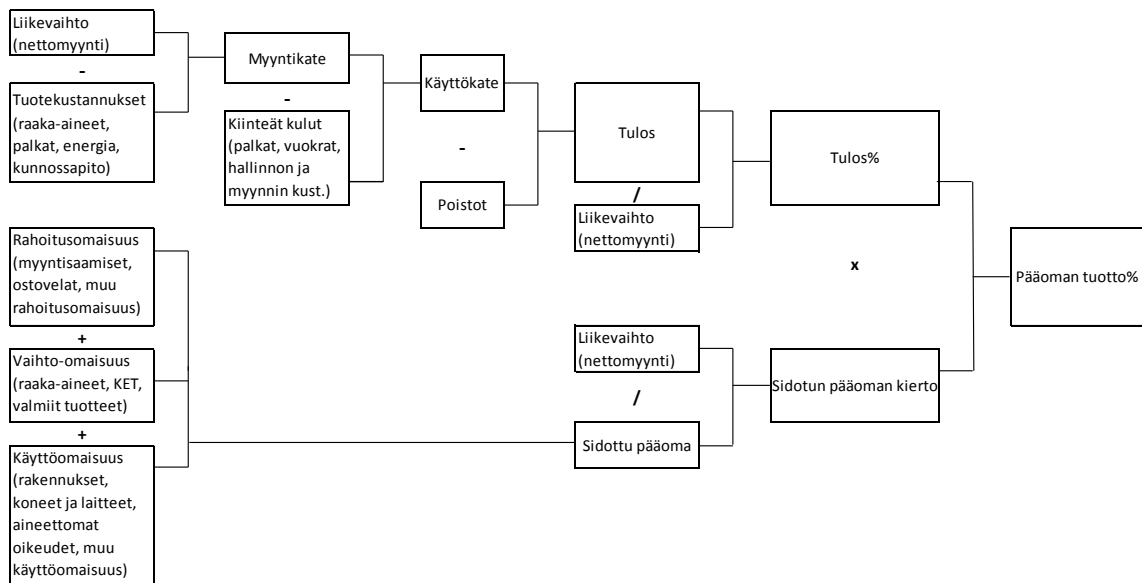 Liikevaihto
(nettomyynti)
-
Tuotekustannukset
(raaka-aineet,
palkat, energia,
kunnossapito)
Myyntikate
-
Kiinteät kulut
(palkat, vuokrat,
hallinnon ja
myynnin kust.)
Käyttökate
-
Poistot
Tulos
/
Liikevaihto
(nettomyynti)
Tulos%
x
Pääoman tuotto%
Rahoitusomaisuus
(myyntisaamiset,
ostovelat, muu
rahoitusomaisuus)
+
Vaihto-omaisuus
(raaka-aineet, KET,
valmiit tuotteet)
+
Käyttöomaisuus
(rakennukset,
koneet ja laitteet,
aineettomat
oikeudet, muu
käyttöomaisuus)
Liikevaihto
(nettomyynti)
/
Sidottu pääoma
Sidotun pääoman kierto